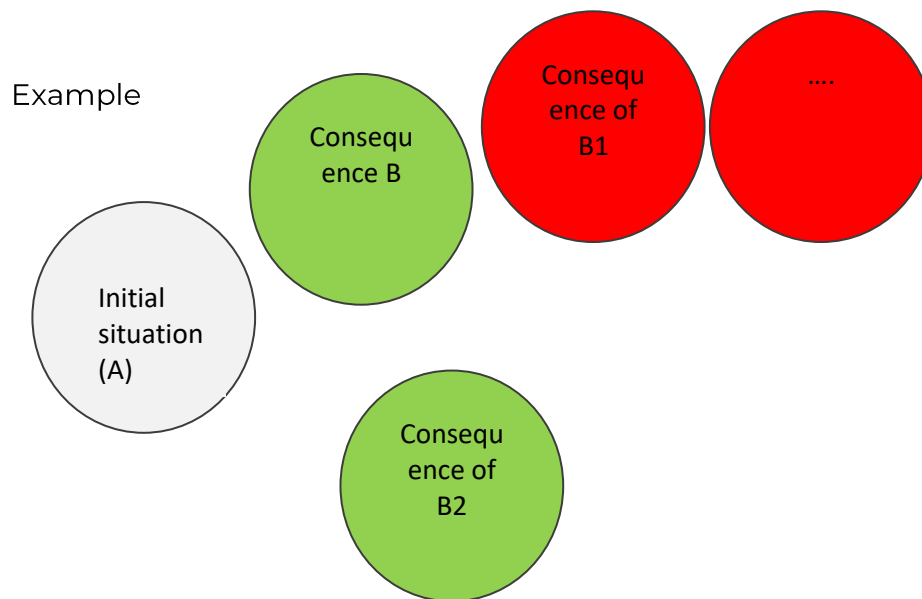 Example
Initial
situation
(A)
Consequ
ence B
Consequ
ence of
B1
....
Consequ
ence of
B2